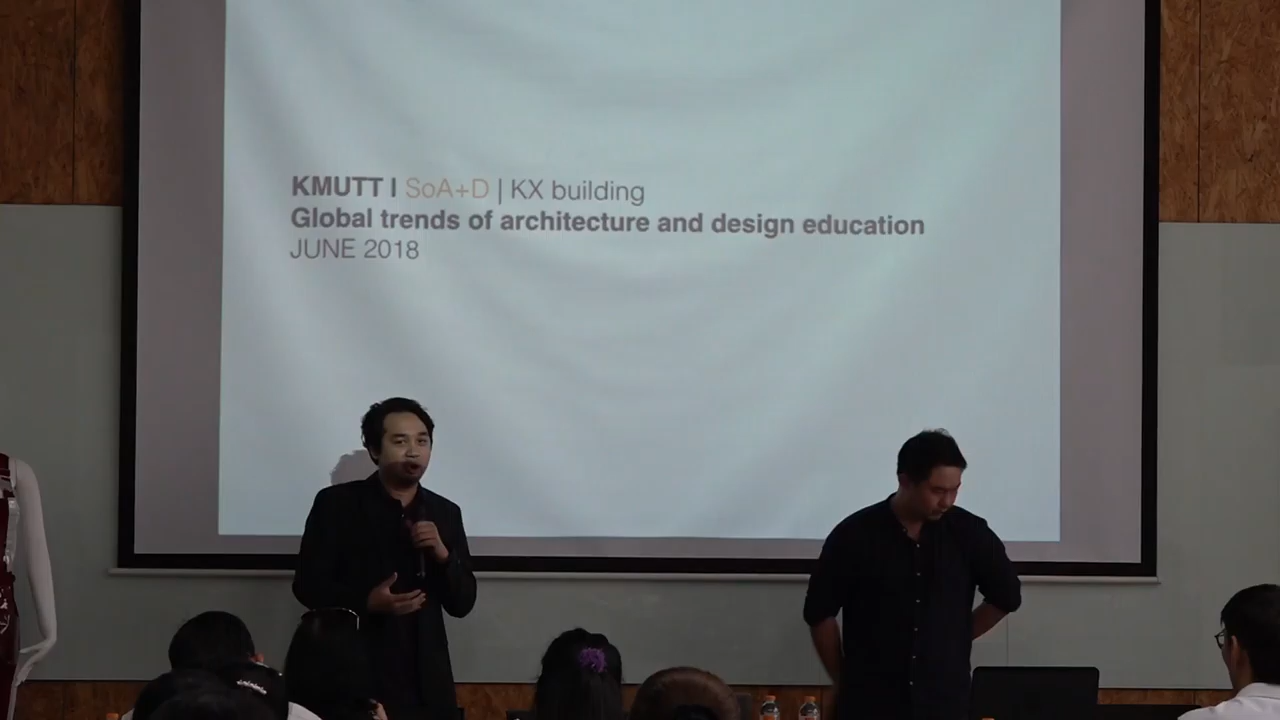 KMUTT | SoA+D | KX building
Global trends of architecture and design education
JUNE 2018